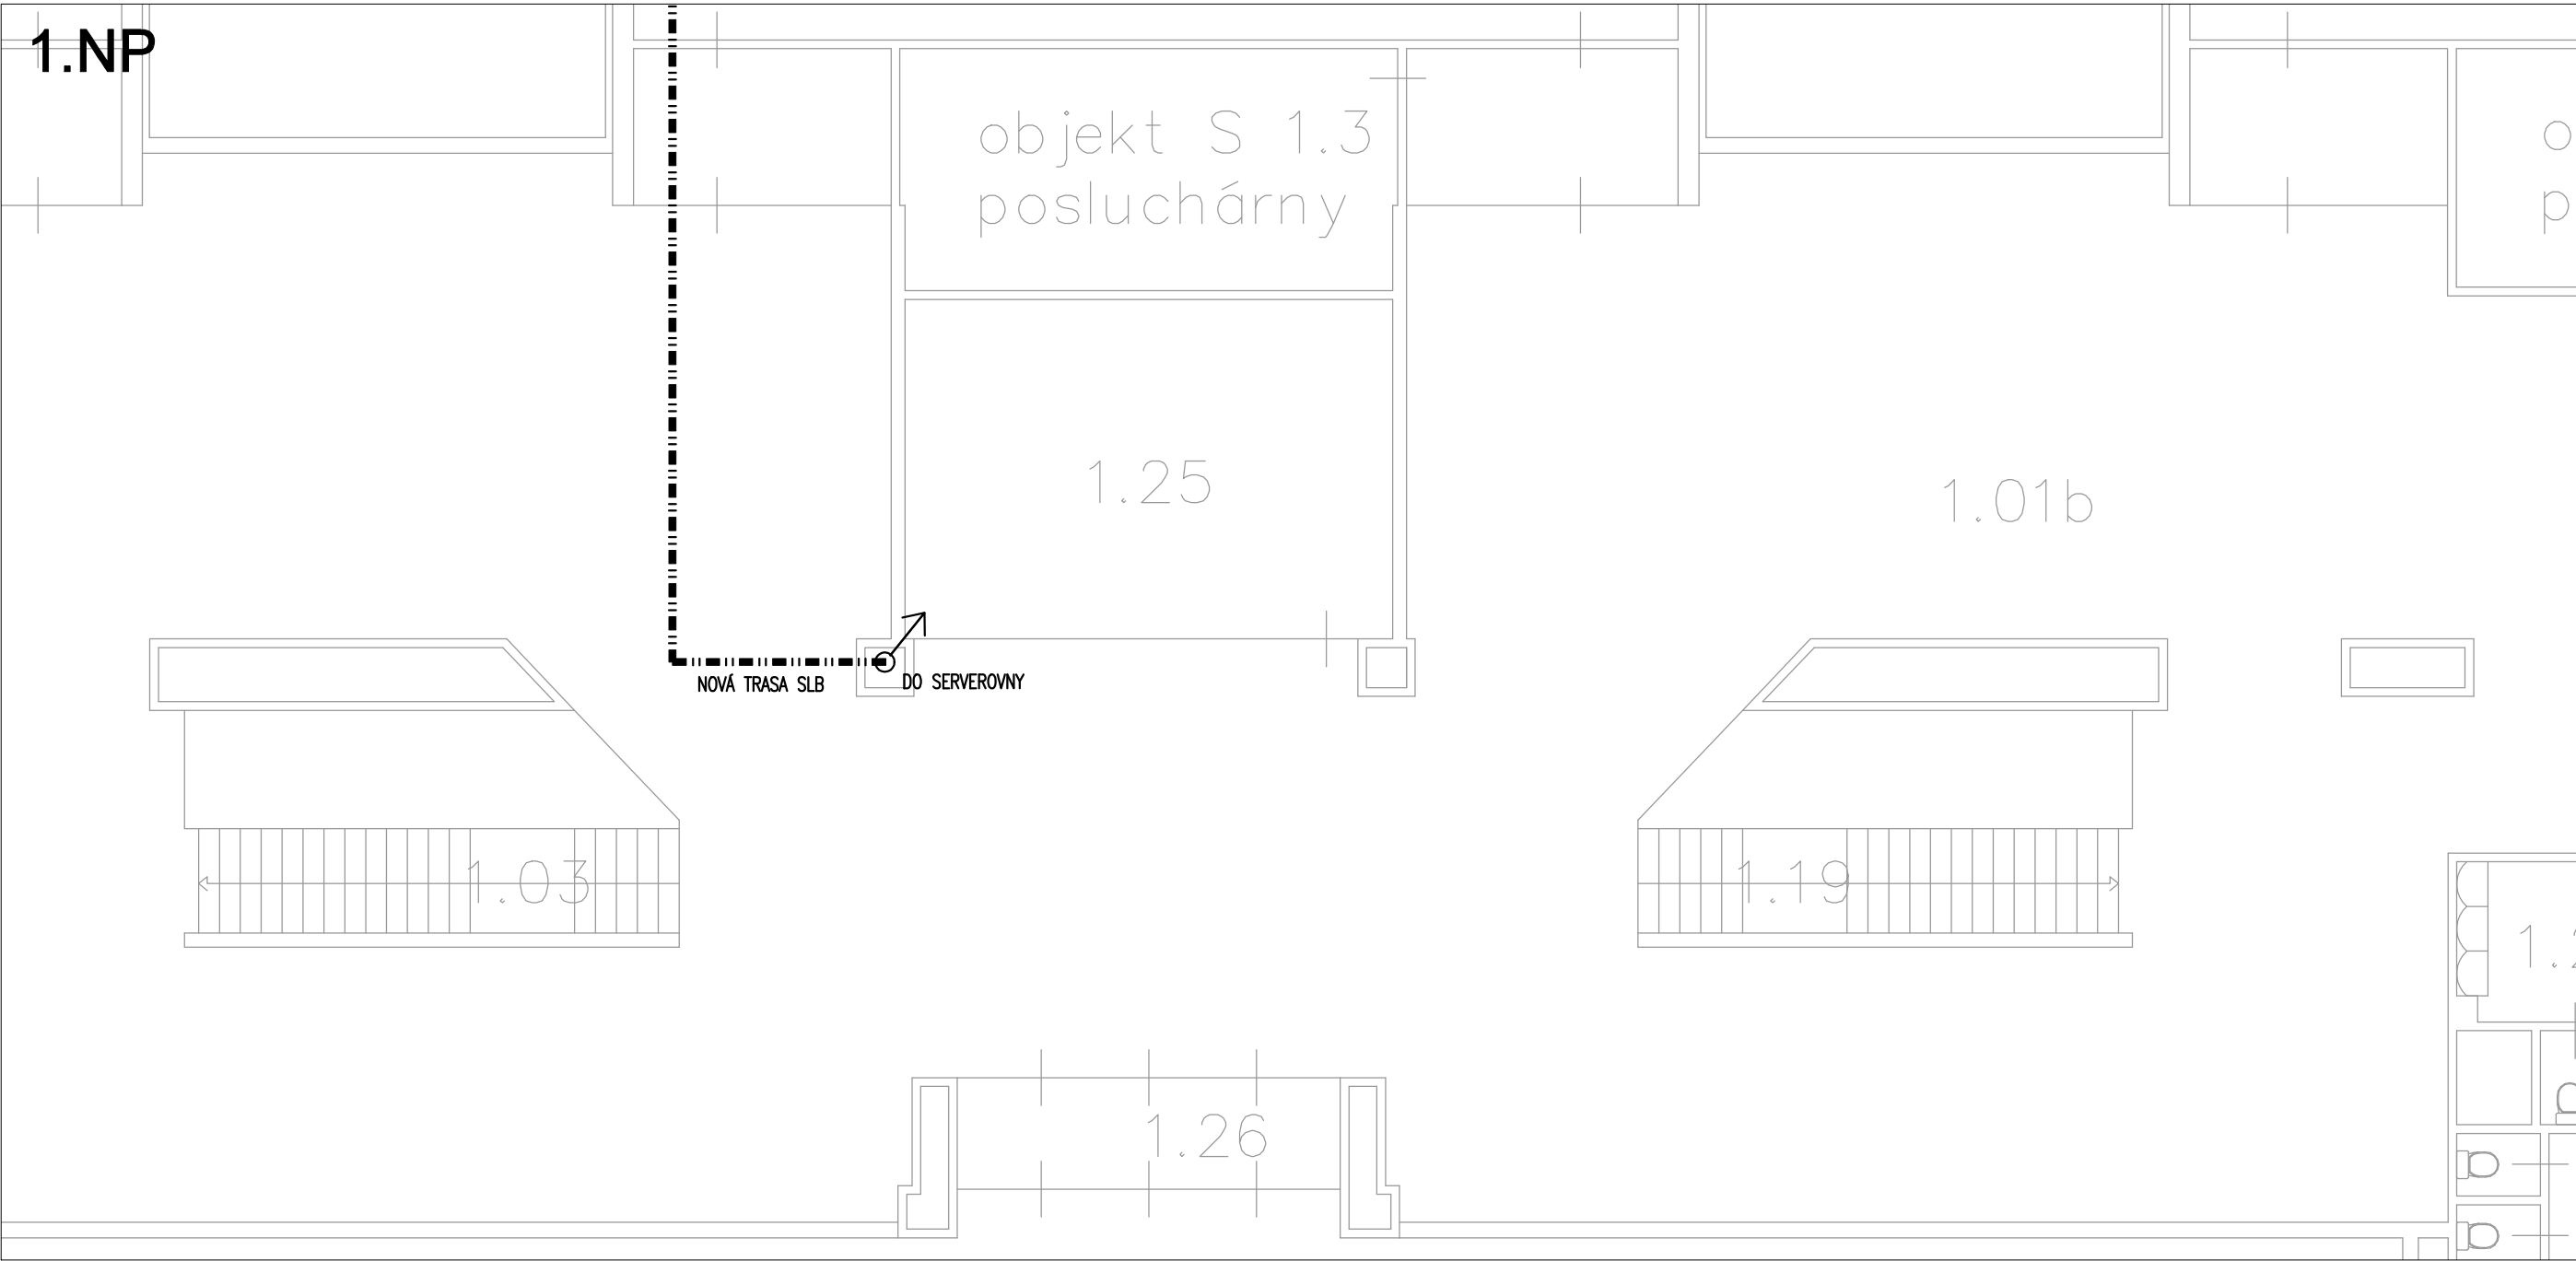 1.NP
objekt S 1.3
posluchárny
o
p
1.25
1.01b
NOVÁ TRASA SLB
DO SERVEROVNY
1.03
1.19
1.26